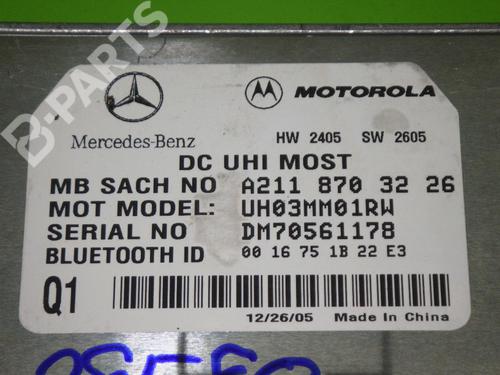 B-PARTS
Mercedes-Benz
MOTOROLA
HW 2405 SW 2605
DC UHI MOST
MB SACH NO A211 870 32 26
MOT MODEL: UH03MM01RW
SERIAL NO DM70561178
BLUETOOTH ID 00 16 75 1B 22 E3
Q1
12/26/05 Made In China